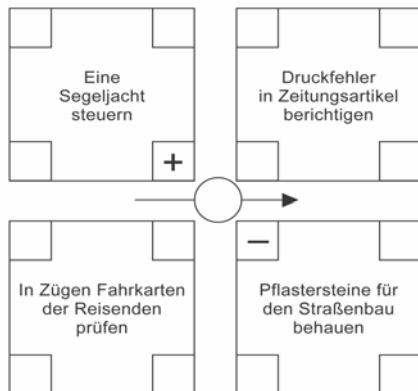 Eine
Segeljacht
steuern
+
Druckfehler
in Zeitungsartikel
berichtigen
In Zügen Fahrkarten
der Reisenden
prüfen
−
Pflastersteine für
den Straßenbau
behauen